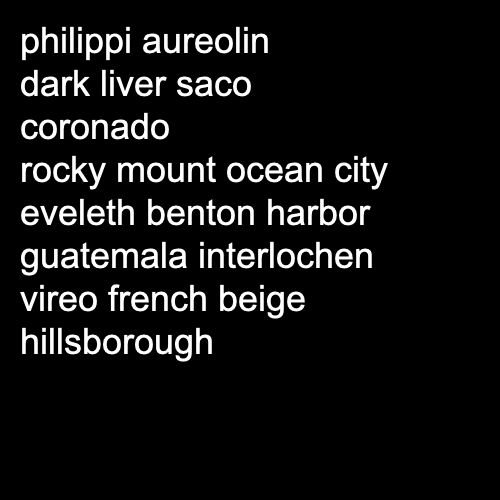 philippi aureolin
dark liver saco
coronado
rocky mount ocean city
eveleth benton harbor
guatemala interlochen
vireo french beige
hillsborough